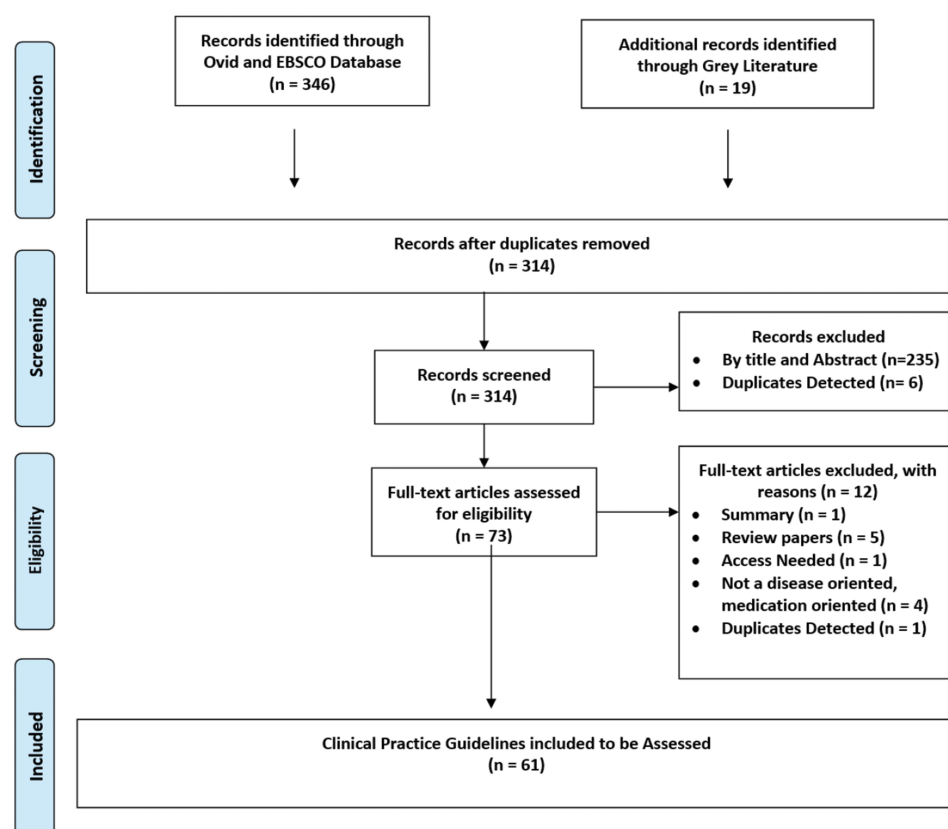 Identification
Records identified through
Ovid and EBSCO Database
(n = 346)
Additional records identified
through Grey Literature
(n = 19)
Records after duplicates removed
(n = 314)
Screening
Records screened
(n = 314)
Records excluded
• By title and Abstract (n=235)
• Duplicates Detected (n= 6)
Eligibility
Full-text articles assessed
for eligibility
(n = 73)
Full-text articles excluded, with
reasons (n = 12)
• Summary (n = 1)
• Review papers (n = 5)
• Access Needed (n = 1)
• Not a disease oriented,
medication oriented (n = 4)
• Duplicates Detected (n = 1)
Included
Clinical Practice Guidelines included to be Assessed
(n = 61)